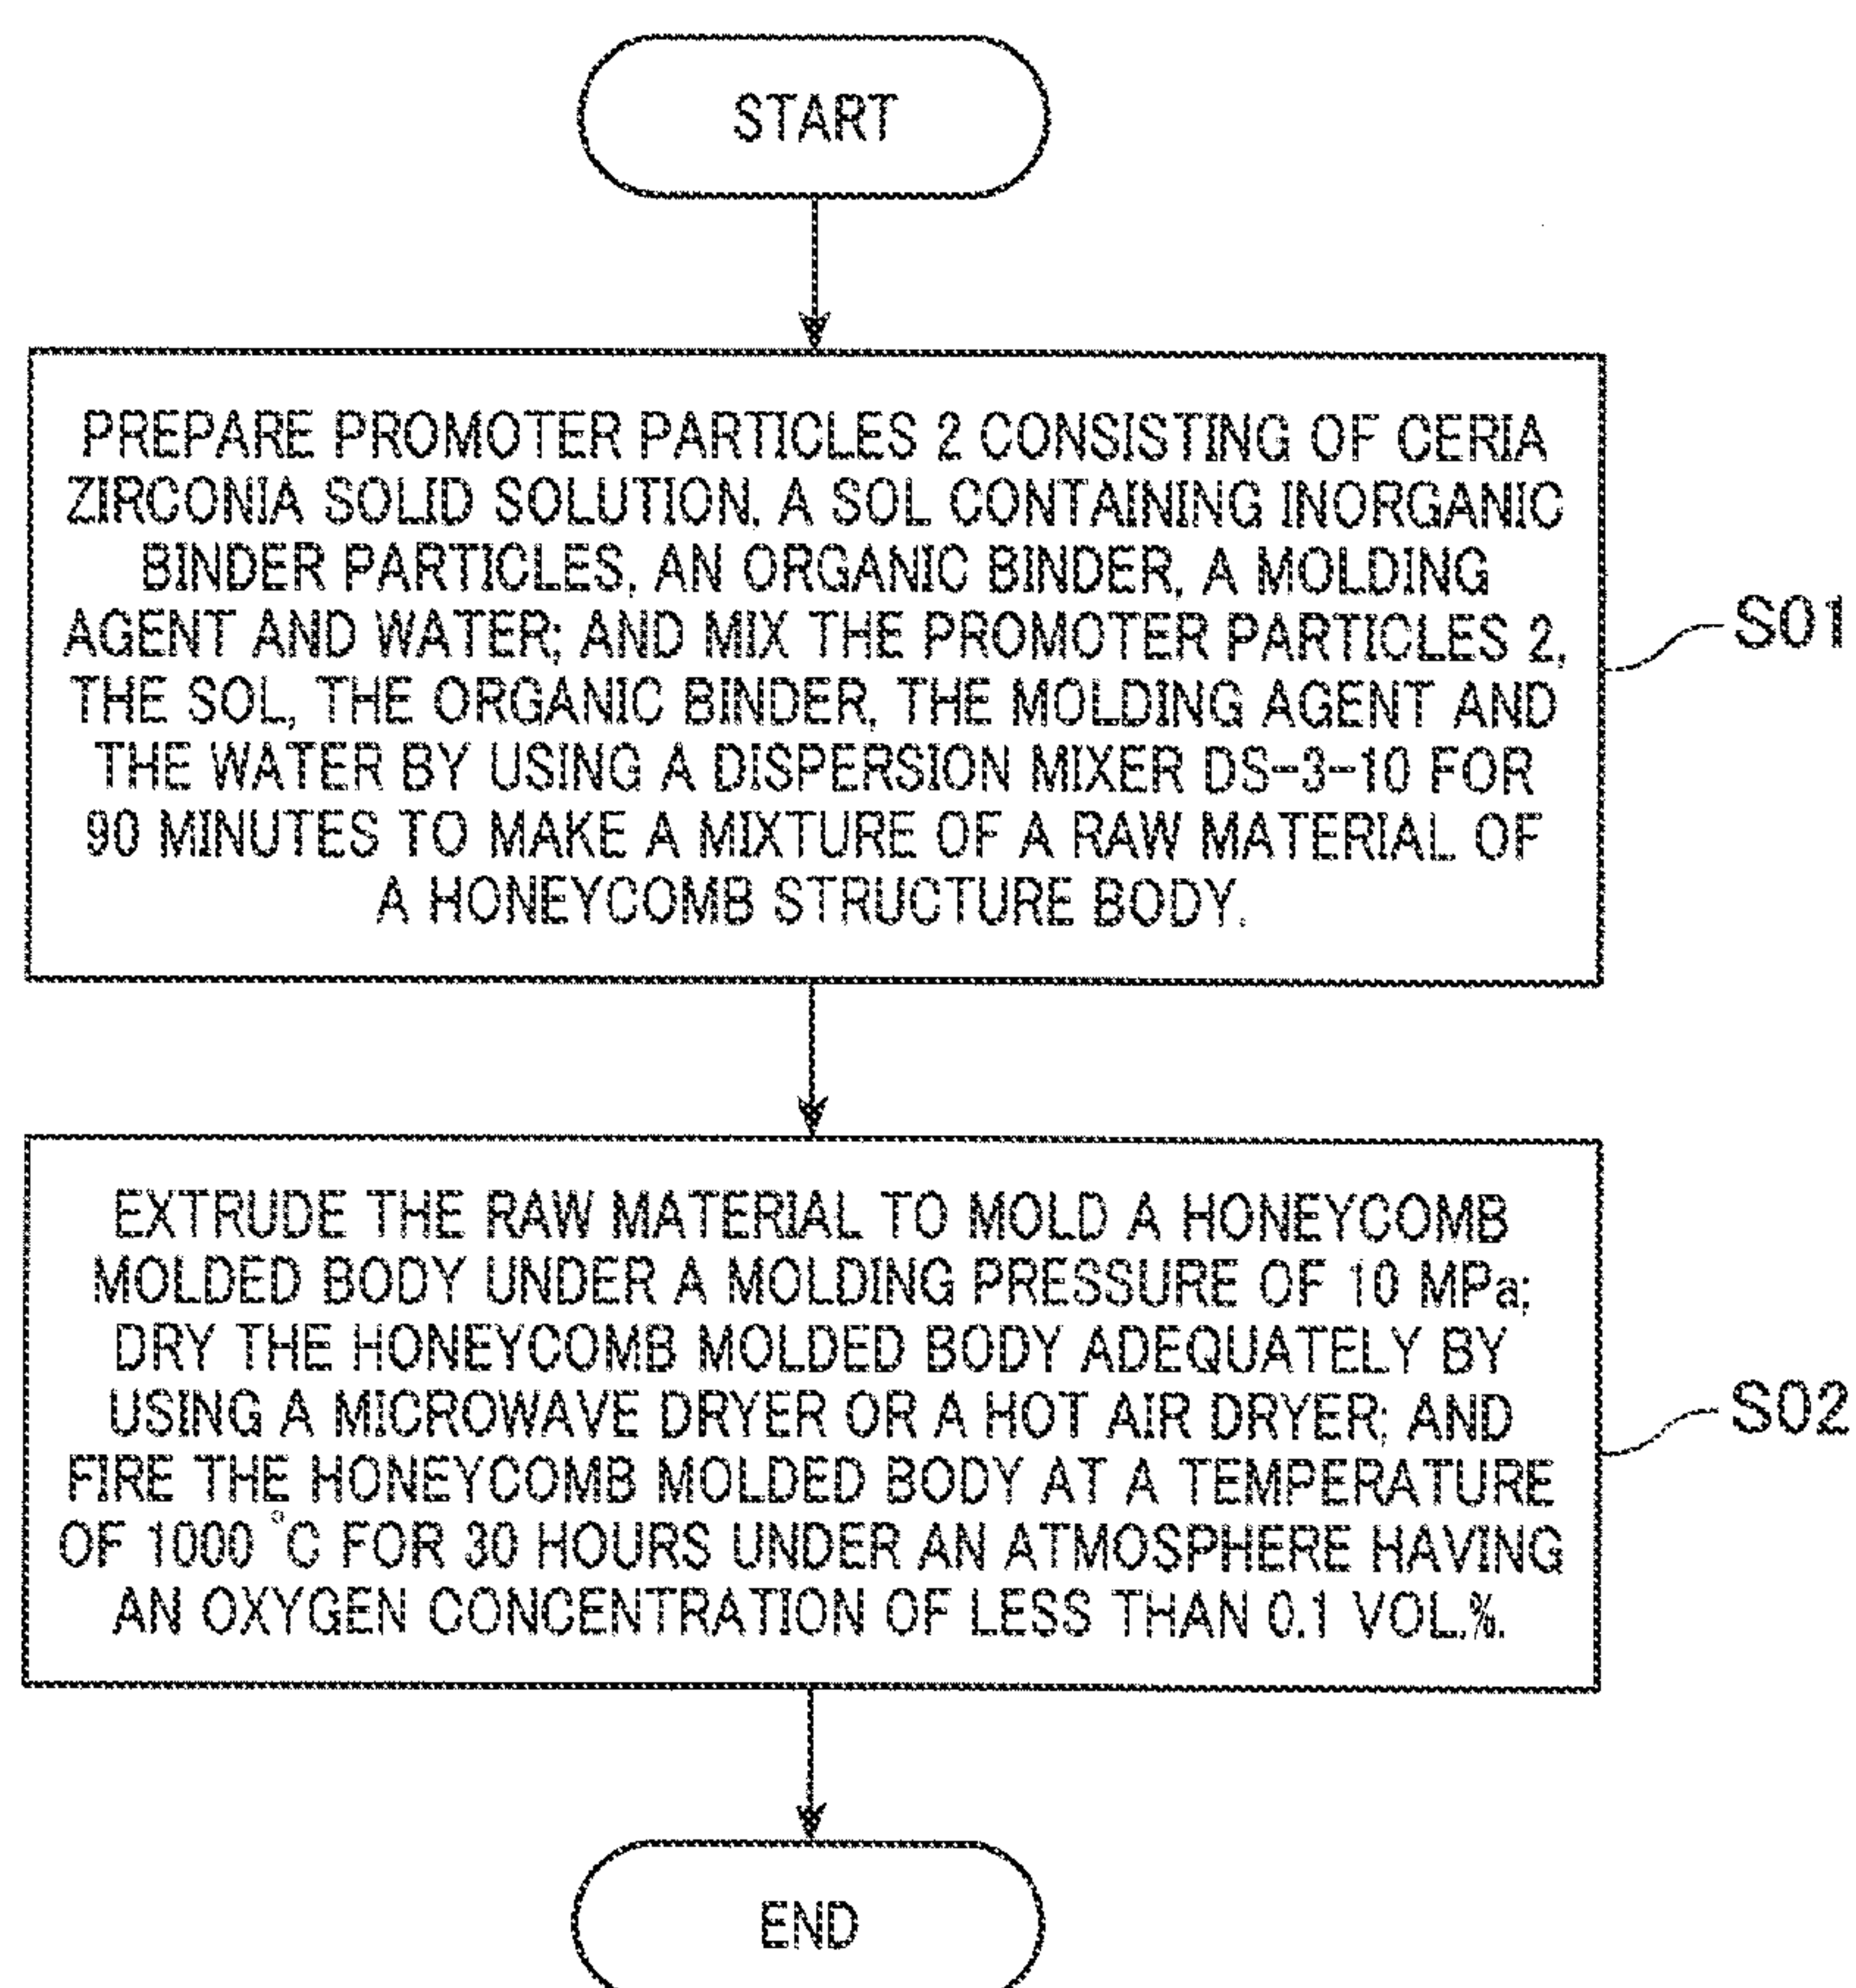 START
PREPARE PROMOTER PARTICLES 2 CONSISTING OF CERIA
ZIRCONIA SOLID SOLUTION, A SOL CONTAINING INORGANIC
BINDER PARTICLES, AN ORGANIC BINDER, A MOLDING
AGENT AND WATER; AND MIX THE PROMOTER PARTICLES 2,
THE SOL, THE ORGANIC BINDER, THE MOLDING AGENT AND
THE WATER BY USING A DISPERSION MIXER DS-3-10 FOR
90 MINUTES TO MAKE A MIXTURE OF A RAW MATERIAL OF
A HONEYCOMB STRUCTURE BODY.
S01
EXTRUDE THE RAW MATERIAL TO MOLD A HONEYCOMB
MOLDED BODY UNDER A MOLDING PRESSURE OF 10 MPa;
DRY THE HONEYCOMB MOLDED BODY ADEQUATELY BY
USING A MICROWAVE DRYER OR A HOT AIR DRYER; AND
FIRE THE HONEYCOMB MOLDED BODY AT A TEMPERATURE
OF 1000 °C FOR 30 HOURS UNDER AN ATMOSPHERE HAVING
AN OXYGEN CONCENTRATION OF LESS THAN 0.1 VOL.%.
S02
END